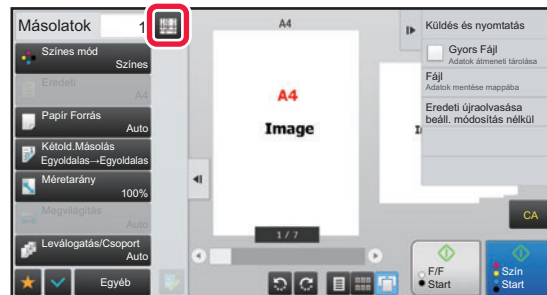 Másolatok 1
Színes mód
Színes
Eredeti
A4
Papír Forrás
Auto
Kétold.Másolás
Egyoldalas→Egyoldalas
Méretarány
100%
Megvilágítás
Auto
Leválogatás/Csoport
Auto
Egyéb
A4
A4
Image
I
1 / 7
Küldés és nyomtatás
Gyors Fájl
Adatok átmeneti tárolása
Fájl
Adatok mentése mappába
Eredeti újraolvasása
beáll. módosítás nélkül
CA
F/F
Start
Szín
Start